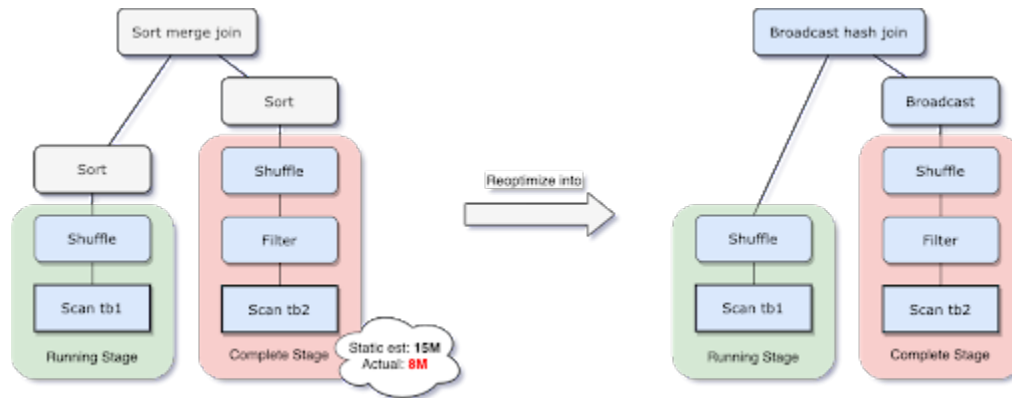 Sort merge join
Sort
Sort
Shuffle
Shuffle
Filter
Scan tb1
Scan tb2
Running Stage
Complete Stage
Static est: 15M
Actual: 8M
Reoptimize into
Broadcast hash join
Broadcast
Shuffle
Shuffle
Filter
Scan tb1
Scan tb2
Running Stage
Complete Stage